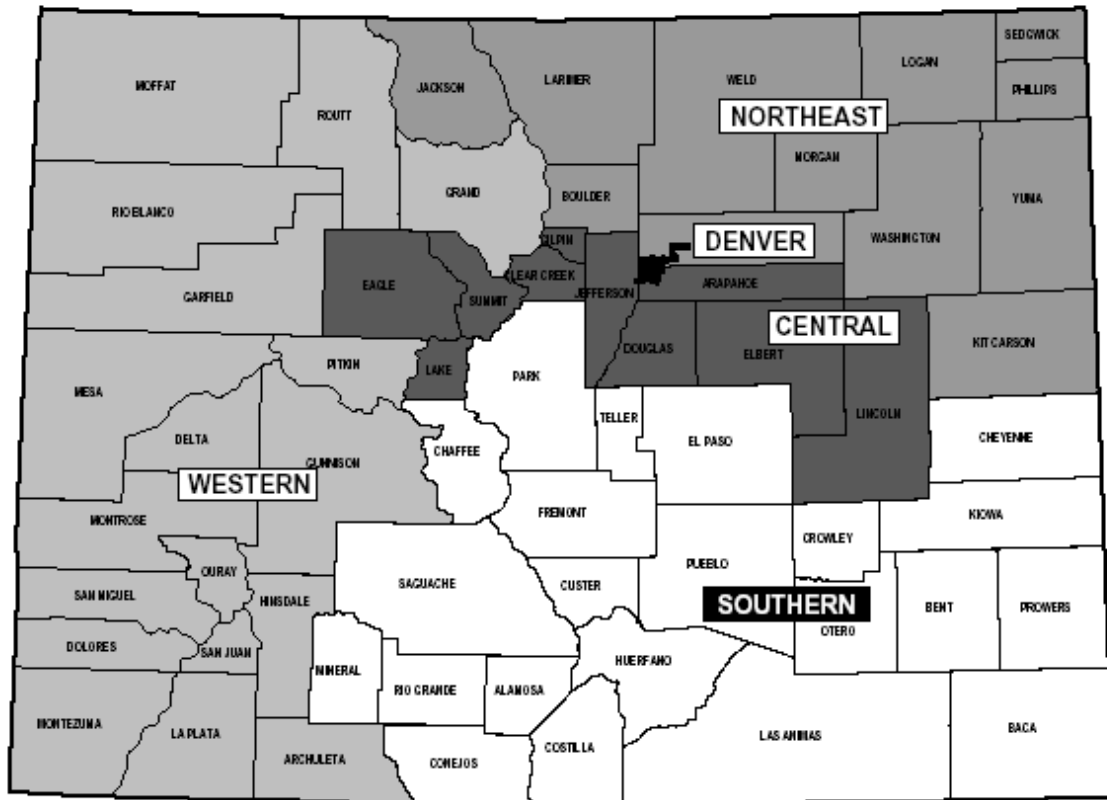 SEDGWICK
LOGAN
LARIMER
WELD
MOFFAT
JACKSON
PHILLIPS
ROUTT
NORTHEAST
MORGAN
GRAND
BOULDER
YUMA
RIO BLANCO
WASHINGTON
DENVER
GILPIN
CLEAR CREEK
ARAPAHOE
EAGLE
JEFFERSON
GARFIELD
SUMMIT
CENTRAL
KIT CARSON
DOUGLAS
ELBERT
PITKIN
LAKE
PARK
MESA
LINCOLN
TELLER
CHEYENNE
DELTA
EL PASO
CHAFFEE
GUNNISON
WESTERN
FREMONT
KIOWA
MONTROSE
CROWLEY
PUEBLO
OURAY
SAGUACHE
CUSTER
SAN MIGUEL
HINSDALE
SOUTHERN
BENT
PROWERS
OTERO
DOLORES
SAN JUAN
HUERFANO
MINERAL
RIO GRANDE
ALAMOSA
MONTEZUMA
LA PLATA
BACA
LAS ANIMAS
COSTILLA
ARCHULETA
CONEJOS